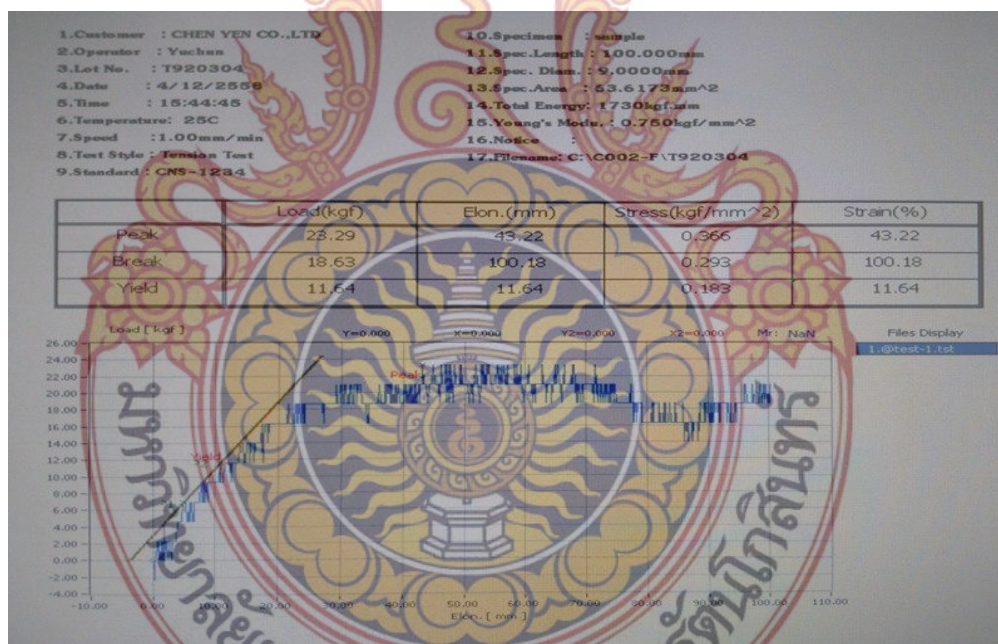 1.Customer : CHEN YEN CO.,LTD
2.Operator : Yuchun
3.Lot No. : T920304
4.Date : 4/12/2556
5.Time : 15:44:45
6.Temperature: 25C
7.Speed :1.00mm/min
8.Test Style : Tension Test
9.Standard : CNS-1234
10.Specimen : sample
11.Spec.Length : 100.000mm
12.Spec. Diam. : 9.0000mm
13.Spec.Area : 63.6173mm^2
14.Total Energy: 1730kgf.mm
15.Young's Modu. : 0.750kgf/mm^2
16.Notice :
17.Filename: C:\C002-F\T920304
Load(kgf) Elon.(mm) Stress(kgf/mm^2) Strain(%)
Peak 23.29 43.22 0.366 43.22
Break 18.63 100.18 0.293 100.18
Yield 11.64 11.64 0.183 11.64
Load [ kgf ] Y=0.000 X=0.000 Y2=0.000 X2=0.000 Mr: NaN Files Display
1.@test-1.tst
26.00
24.00
22.00
20.00
18.00
16.00
14.00
12.00
10.00
8.00
6.00
4.00
2.00
0.00
-2.00
-4.00
Peak
Yield
-10.00 0.00 10.00 20.00 30.00 40.00 50.00 60.00 70.00 80.00 90.00 100.00 110.00
Elon. [ mm ]